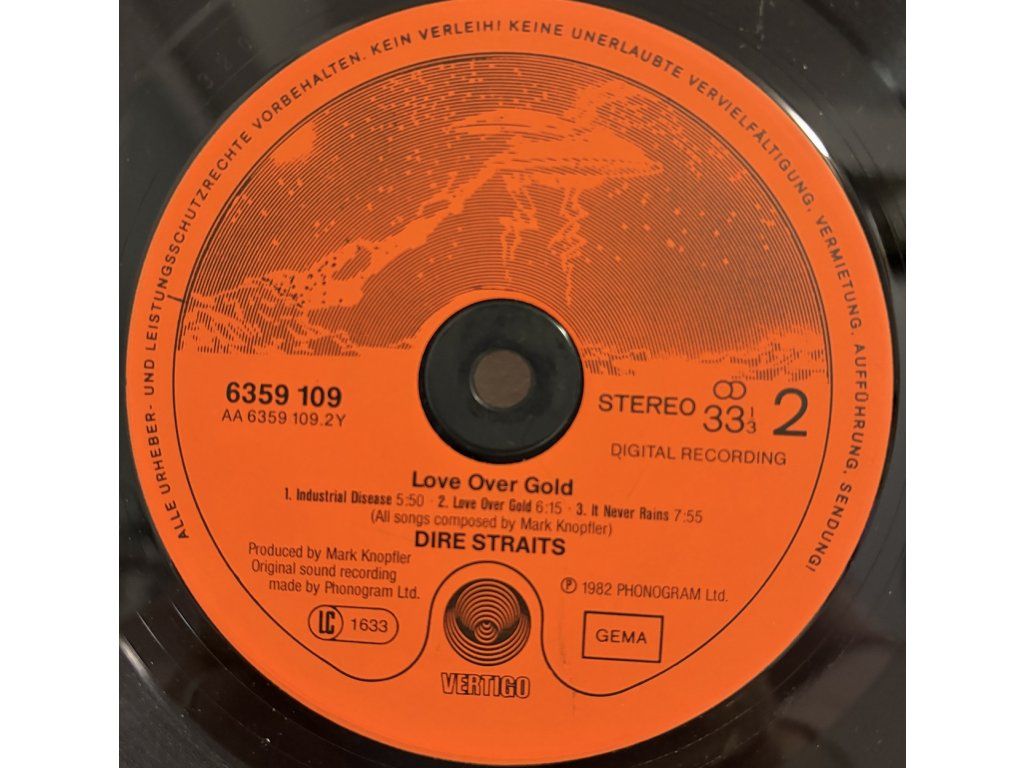 ALLE URHEBER- UND LEISTUNGSSCHUTZRECHTE VORBEHALTEN. KEIN VERLEIH! KEINE UNERLAUBTE VERVIELFÄLTIGUNG, VERMIETUNG, AUFFÜHRUNG, SENDUNG!
6359 109
AA 6359 109.2Y
STEREO 33 1/3 2
DIGITAL RECORDING
Love Over Gold
1. Industrial Disease 5:50 · 2. Love Over Gold 6:15 · 3. It Never Rains 7:55
(All songs composed by Mark Knopfler)
DIRE STRAITS
Produced by Mark Knopfler
Original sound recording
made by Phonogram Ltd.
℗ 1982 PHONOGRAM Ltd.
LC 1633
GEMA
VERTIGO